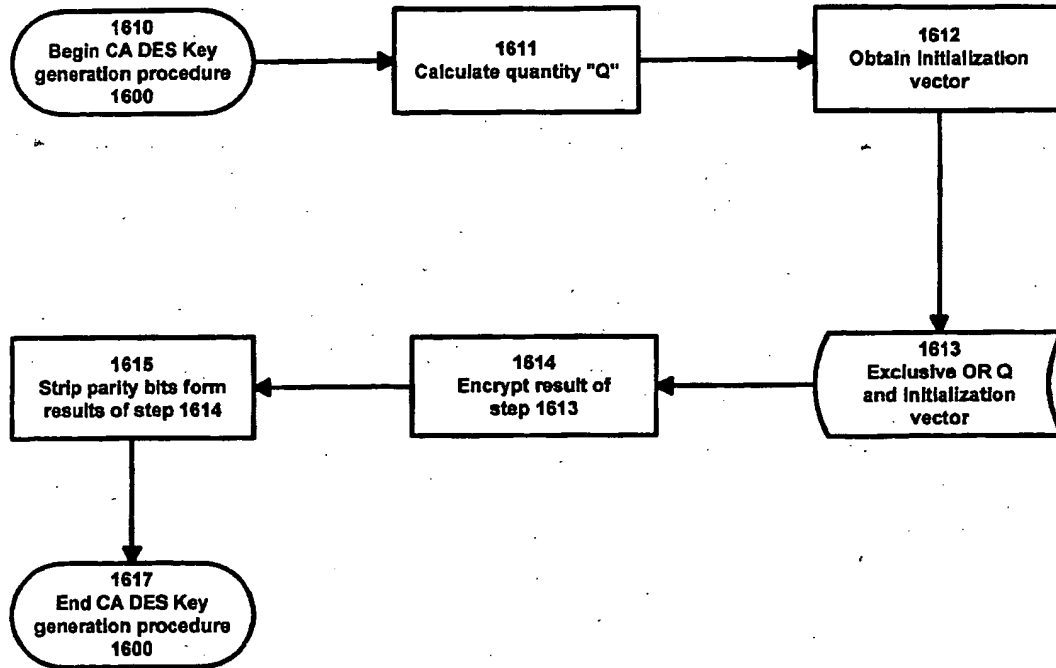 1610
Begin CA DES Key
generation procedure
1600
1611
Calculate quantity "Q"
1612
Obtain initialization
vector
1613
Exclusive OR Q
and initialization
vector
1614
Encrypt result of
step 1613
1615
Strip parity bits form
results of step 1614
1617
End CA DES Key
generation procedure
1600